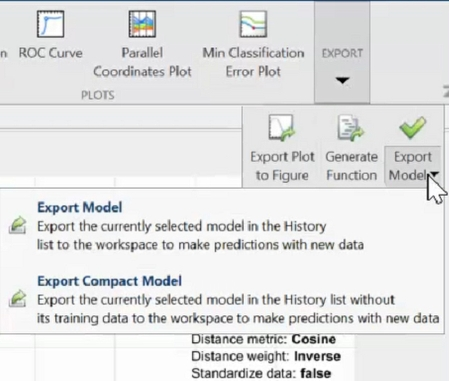 n ROC Curve
Parallel
Coordinates Plot
Min Classification
Error Plot
EXPORT
PLOTS
Export Plot
to Figure
Generate
Function
Export
Model
Export Model
Export the currently selected model in the History
list to the workspace to make predictions with new data
Export Compact Model
Export the currently selected model in the History list without
its training data to the workspace to make predictions with new data
Distance metric: Cosine
Distance weight: Inverse
Standardize data: false